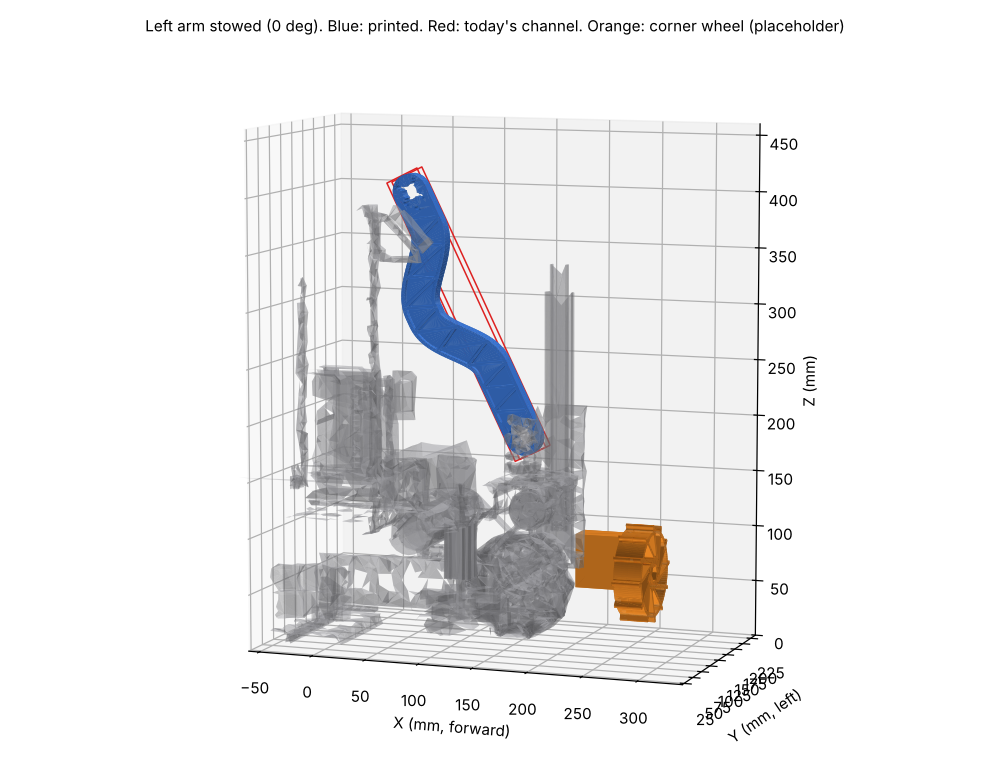 Left arm stowed (0 deg). Blue: printed. Red: today's channel. Orange: corner wheel (placeholder)
450
400
350
300
250
200
150
100
50
0
Z (mm)
−50 0 50 100 150 200 250 300
X (mm, forward)
Y (mm, left)